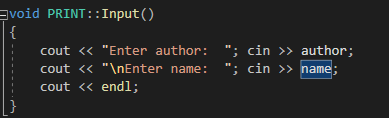 void PRINT::Input()
{
cout << "Enter author:  "; cin >> author;
cout << "\nEnter name:  "; cin >> name;
cout << endl;
}